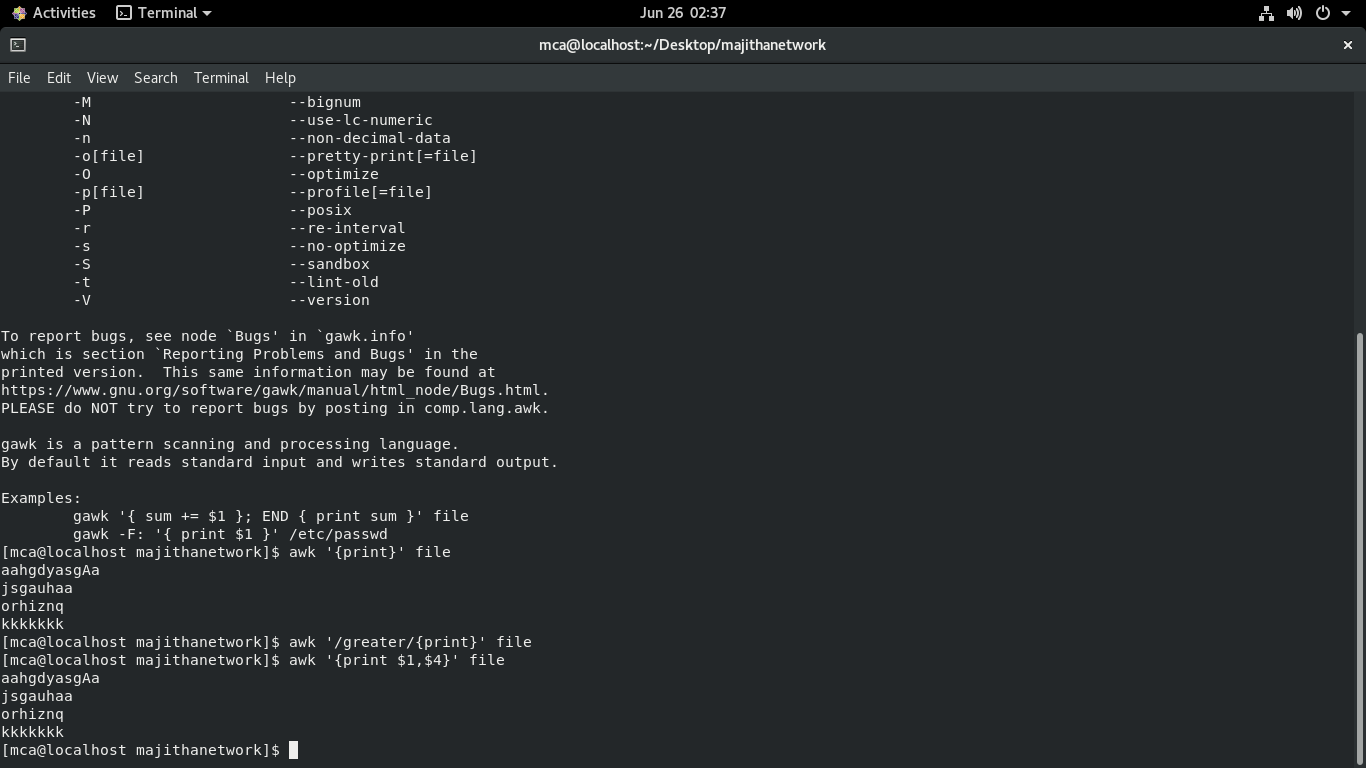 Activities Terminal Jun 26 02:37
mca@localhost:~/Desktop/majithanetwork ×
File Edit View Search Terminal Help
-M --bignum
-N --use-lc-numeric
-n --non-decimal-data
-o[file] --pretty-print[=file]
-O --optimize
-p[file] --profile[=file]
-P --posix
-r --re-interval
-s --no-optimize
-S --sandbox
-t --lint-old
-V --version
To report bugs, see node `Bugs' in `gawk.info'
which is section `Reporting Problems and Bugs' in the
printed version.  This same information may be found at
https://www.gnu.org/software/gawk/manual/html_node/Bugs.html.
PLEASE do NOT try to report bugs by posting in comp.lang.awk.
gawk is a pattern scanning and processing language.
By default it reads standard input and writes standard output.
Examples:
gawk '{ sum += $1 }; END { print sum }' file
gawk -F: '{ print $1 }' /etc/passwd
[mca@localhost majithanetwork]$ awk '{print}' file
aahgdyasgAa
jsgauhaa
orhiznq
kkkkkkk
[mca@localhost majithanetwork]$ awk '/greater/{print}' file
[mca@localhost majithanetwork]$ awk '{print $1,$4}' file
aahgdyasgAa
jsgauhaa
orhiznq
kkkkkkk
[mca@localhost majithanetwork]$